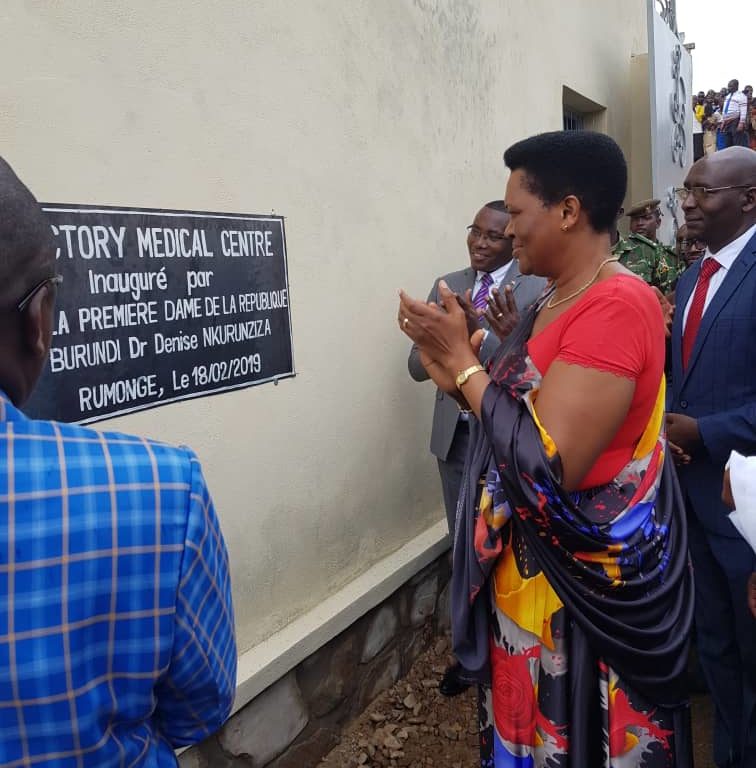 CTORY MEDICAL CENTRE
Inauguré par
LA PREMIERE DAME DE LA REPUBLIQUE
BURUNDI Dr Denise NKURUNZIZA
RUMONGE, Le 18/02/2019